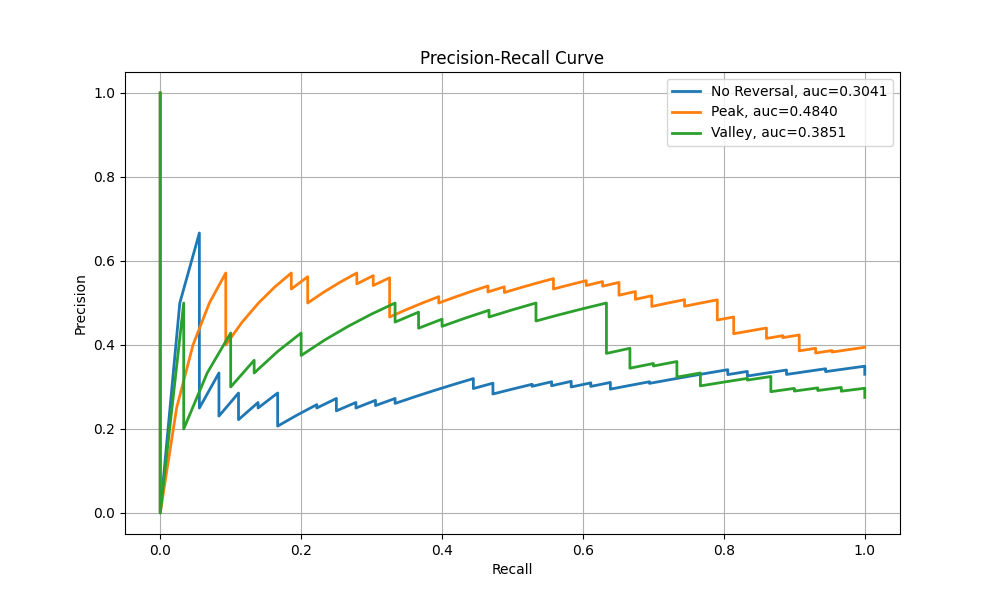 Precision-Recall Curve
No Reversal, auc=0.3041
Peak, auc=0.4840
Valley, auc=0.3851
Precision
1.0
0.8
0.6
0.4
0.2
0.0
0.0 0.2 0.4 0.6 0.8 1.0
Recall